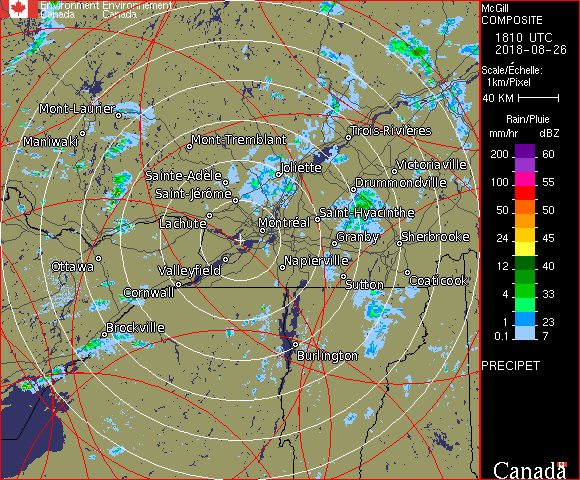 Environment Environnement
Canada Canada
McGill
COMPOSITE
1810 UTC
2018-08-26
Scale/Échelle:
1km/Pixel
40 KM
Rain/Pluie
mm/hr dBZ
200 60
100 55
50 50
24 45
12 40
4 33
2 23
0.1 7
PRECIPET
Canada
Mont-Laurier
Maniwaki
Mont-Tremblant
Trois-Rivières
Victoriaville
Sainte-Adèle
Joliette
Drummondville
Saint-Jérôme
Lachute
Saint-Hyacinthe
Montréal
Granby
Sherbrooke
Ottawa
Valleyfield
Napierville
Cornwall
Sutton
Coaticook
Brockville
Burlington